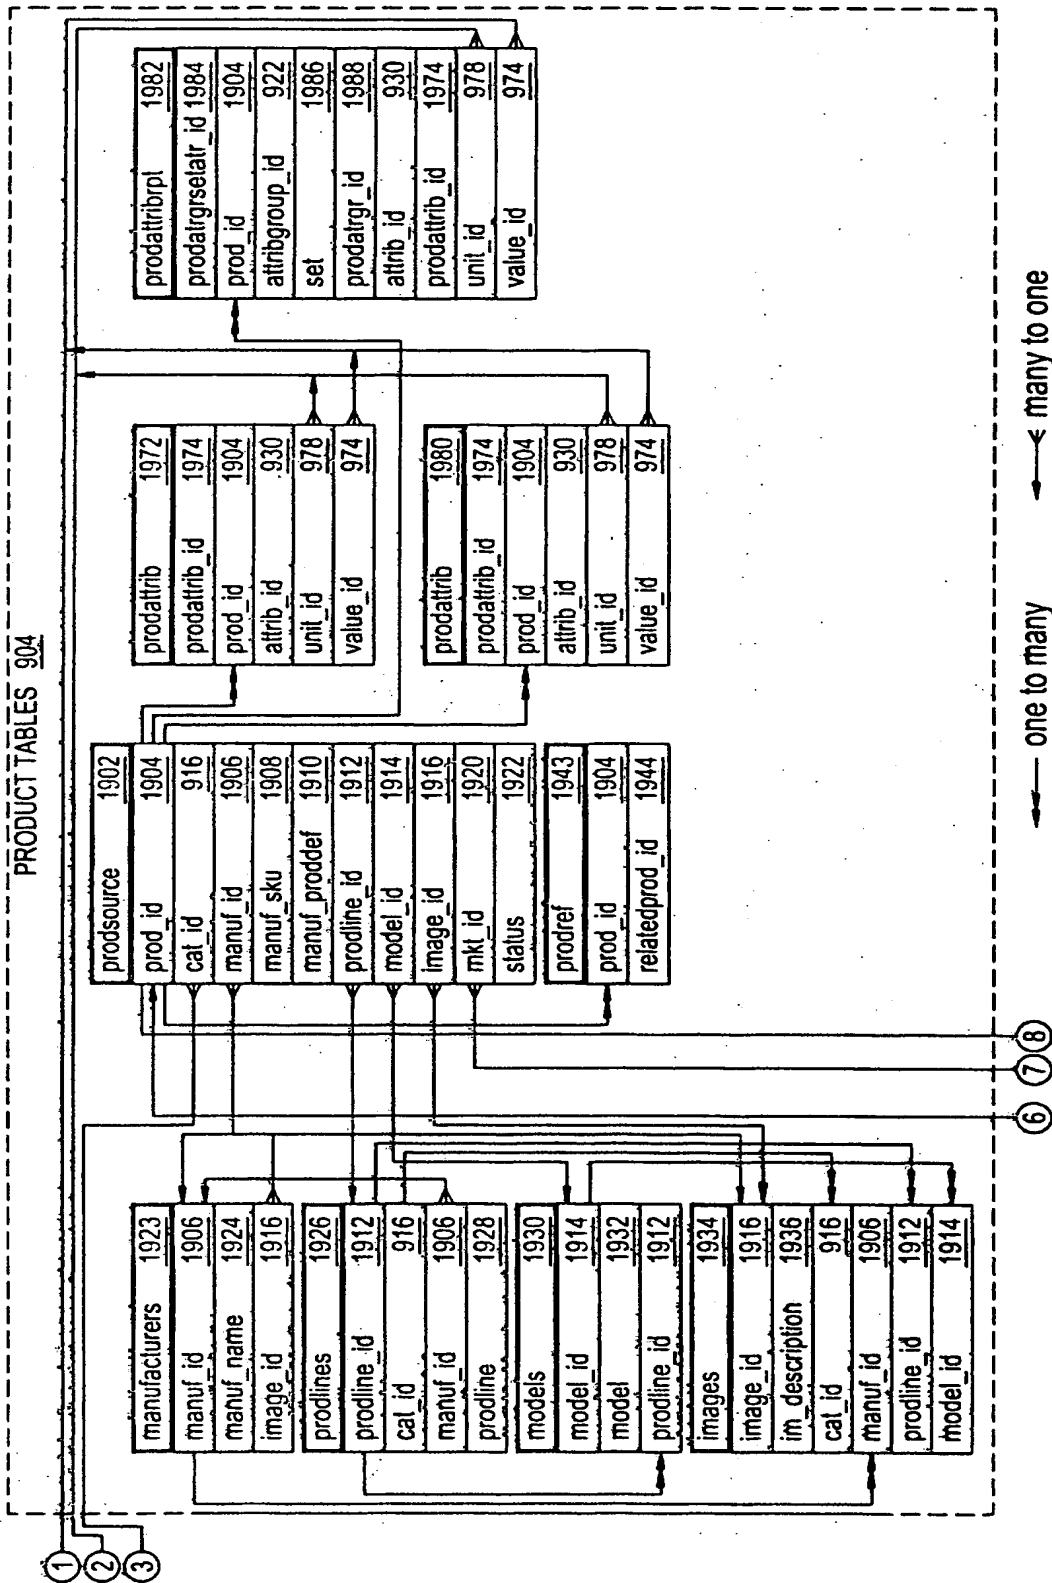 PRODUCT TABLES 904
manufacturers 1923
manuf_id 1906
manuf_name 1924
image_id 1916
prodlines 1926
prodline_id 1912
cat_id 916
manuf_id 1906
prodline 1928
models 1930
model_id 1914
model 1932
prodline_id 1912
images 1934
image_id 1916
im_description 1936
cat_id 916
manuf_id 1906
prodline_id 1912
model_id 1914
prodsource 1902
prod_id 1904
cat_id 916
manuf_id 1906
manuf_sku 1908
manuf_proddef 1910
prodline_id 1912
model_id 1914
image_id 1916
mkt_id 1920
status 1922
prodref 1943
prod_id 1904
relatedprod_id 1944
prodattrib 1972
prodattrib_id 1974
prod_id 1904
attrib_id 930
unit_id 978
value_id 974
prodattrib 1980
prodattrib_id 1974
prod_id 1904
attrib_id 930
unit_id 978
value_id 974
prodattribrpt 1982
prodatrgrsetatr_id 1984
prod_id 1904
attribgroup_id 922
set 1986
prodatrgr_id 1988
attrib_id 930
prodattrib_id 1974
unit_id 978
value_id 974
1
2
3
6
7
8
one to many
many to one